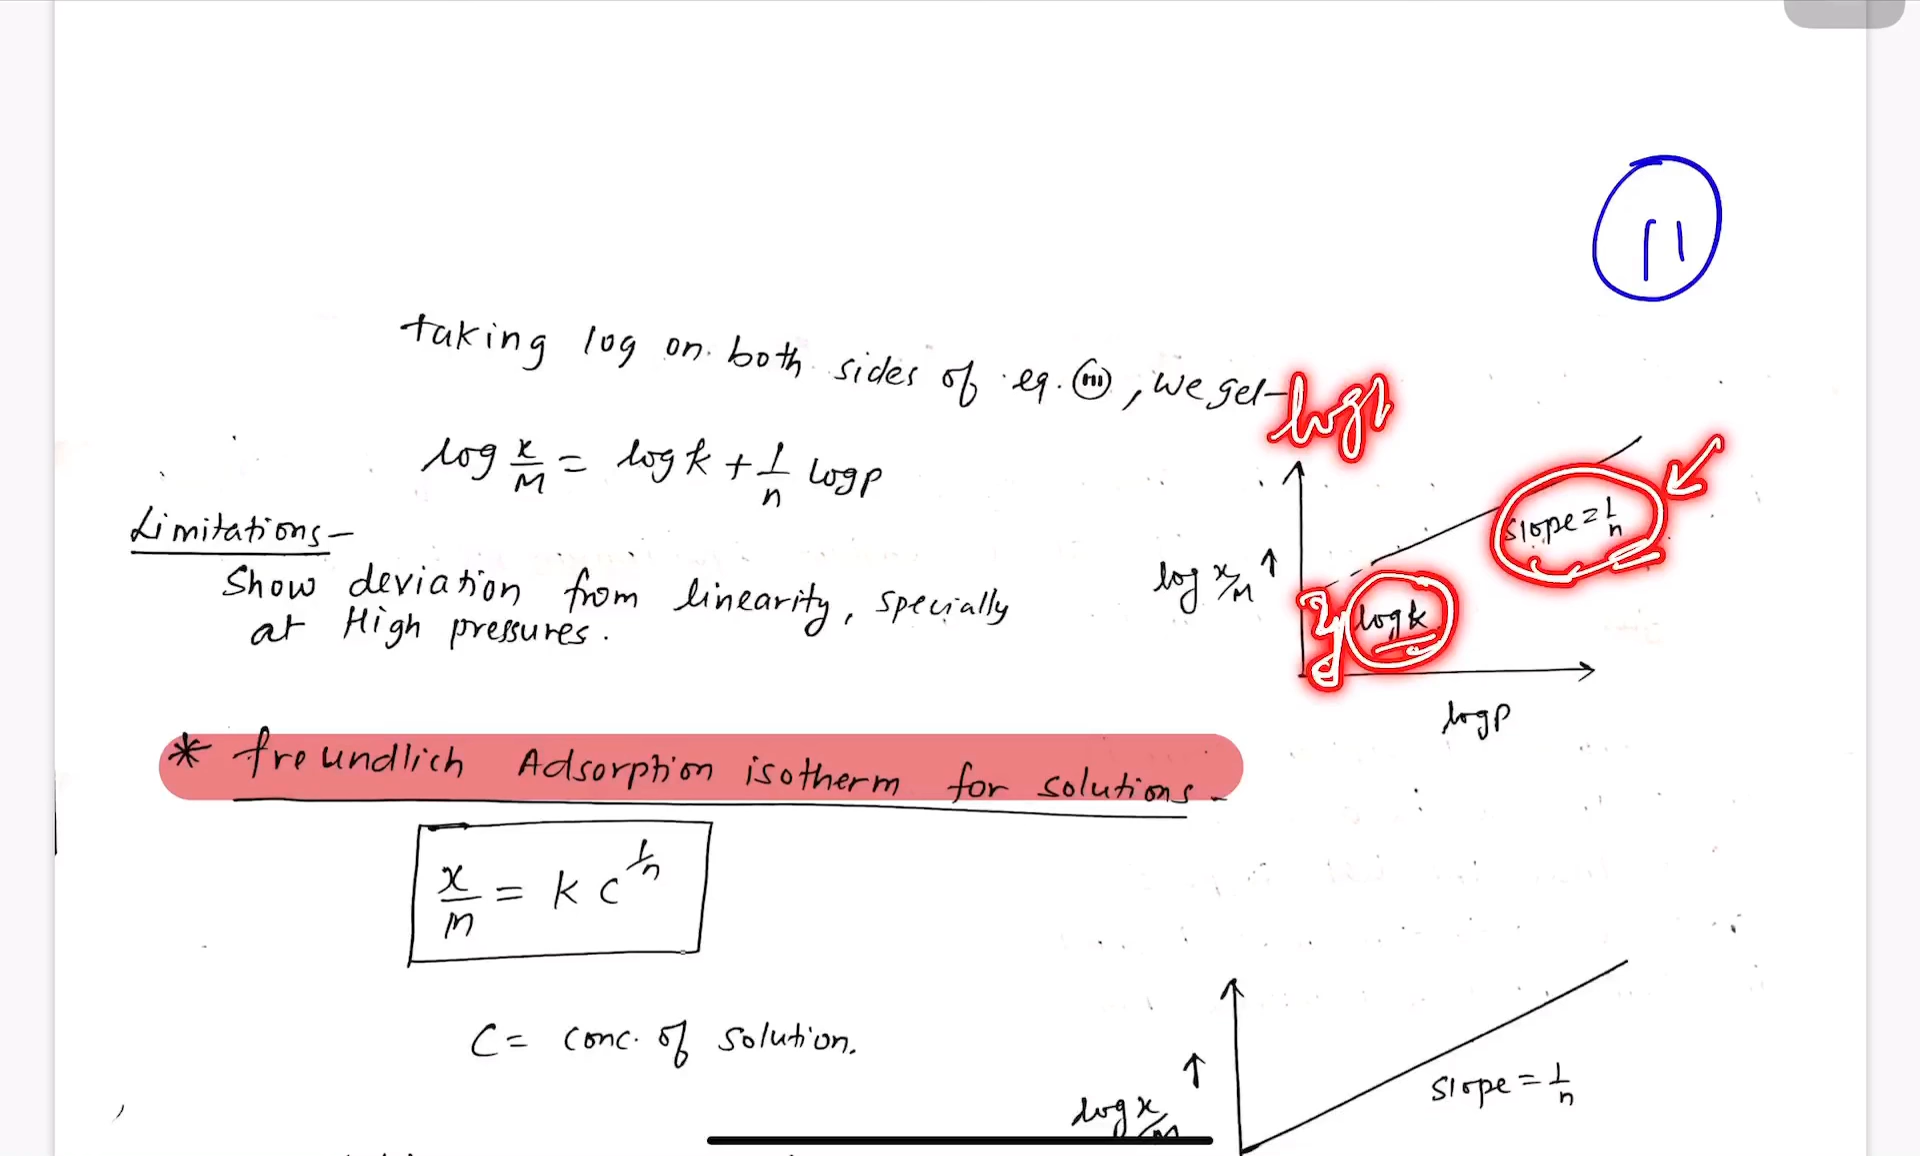 11
taking log on both sides of eq. (iii), we get-
log x/M = log k + 1/n log p
Limitations-
Show deviation from linearity, specially
at High pressures.
log x/M ↑
slope = 1/n
log k
log p
* freundlich Adsorption isotherm for solutions-
x/m = k c^1/n
C = conc. of solution.
↑
log x/m
Slope = 1/n